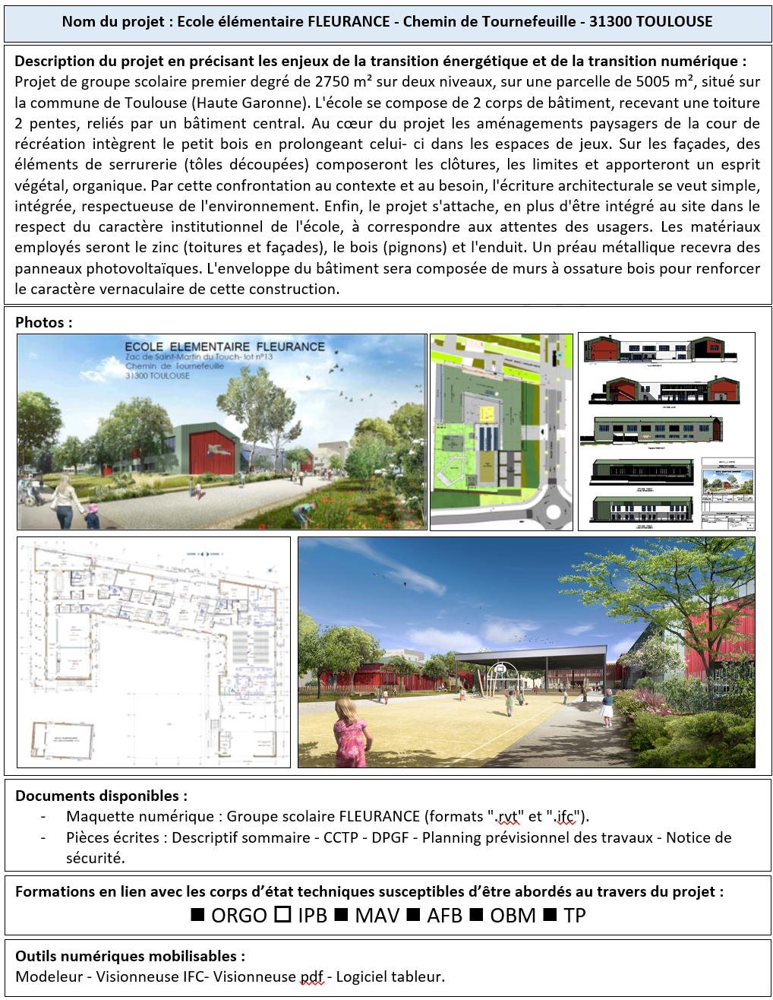 Nom du projet : Ecole élémentaire FLEURANCE - Chemin de Tournefeuille - 31300 TOULOUSE
Description du projet en précisant les enjeux de la transition énergétique et de la transition numérique :
Projet de groupe scolaire premier degré de 2750 m² sur deux niveaux, sur une parcelle de 5005 m², situé sur
la commune de Toulouse (Haute Garonne). L'école se compose de 2 corps de bâtiment, recevant une toiture
2 pentes, reliés par un bâtiment central. Au cœur du projet les aménagements paysagers de la cour de
récréation intègrent le petit bois en prolongeant celui- ci dans les espaces de jeux. Sur les façades, des
éléments de serrurerie (tôles découpées) composeront les clôtures, les limites et apporteront un esprit
végétal, organique. Par cette confrontation au contexte et au besoin, l'écriture architecturale se veut simple,
intégrée, respectueuse de l'environnement. Enfin, le projet s'attache, en plus d'être intégré au site dans le
respect du caractère institutionnel de l'école, à correspondre aux attentes des usagers. Les matériaux
employés seront le zinc (toitures et façades), le bois (pignons) et l'enduit. Un préau métallique recevra des
panneaux photovoltaïques. L'enveloppe du bâtiment sera composée de murs à ossature bois pour renforcer
le caractère vernaculaire de cette construction.
Photos :
ECOLE ELEMENTAIRE FLEURANCE
Zac de Saint-Martin du Touch- lot n°13
Chemin de Tournefeuille
31300 TOULOUSE
Documents disponibles :
- Maquette numérique : Groupe scolaire FLEURANCE (formats ".rvt" et ".ifc").
- Pièces écrites : Descriptif sommaire - CCTP - DPGF - Planning prévisionnel des travaux - Notice de
sécurité.
Formations en lien avec les corps d’état techniques susceptibles d’être abordés au travers du projet :
■ ORGO □ IPB ■ MAV ■ AFB ■ OBM ■ TP
Outils numériques mobilisables :
Modeleur - Visionneuse IFC- Visionneuse pdf - Logiciel tableur.